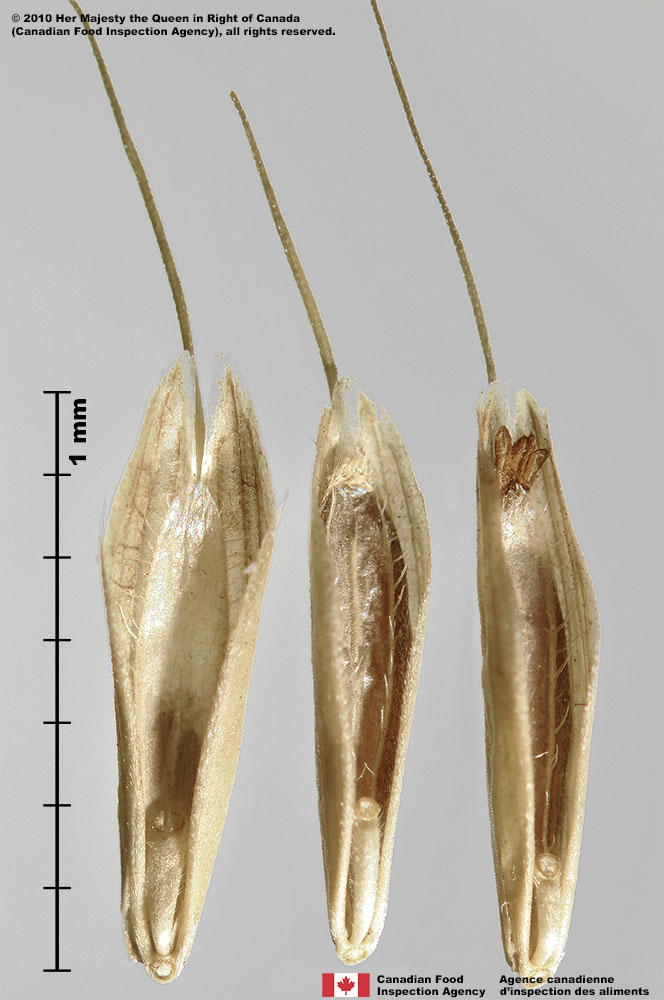 © 2010 Her Majesty the Queen in Right of Canada
(Canadian Food Inspection Agency), all rights reserved.
1 mm
Canadian Food
Inspection Agency
Agence canadienne
d'inspection des aliments